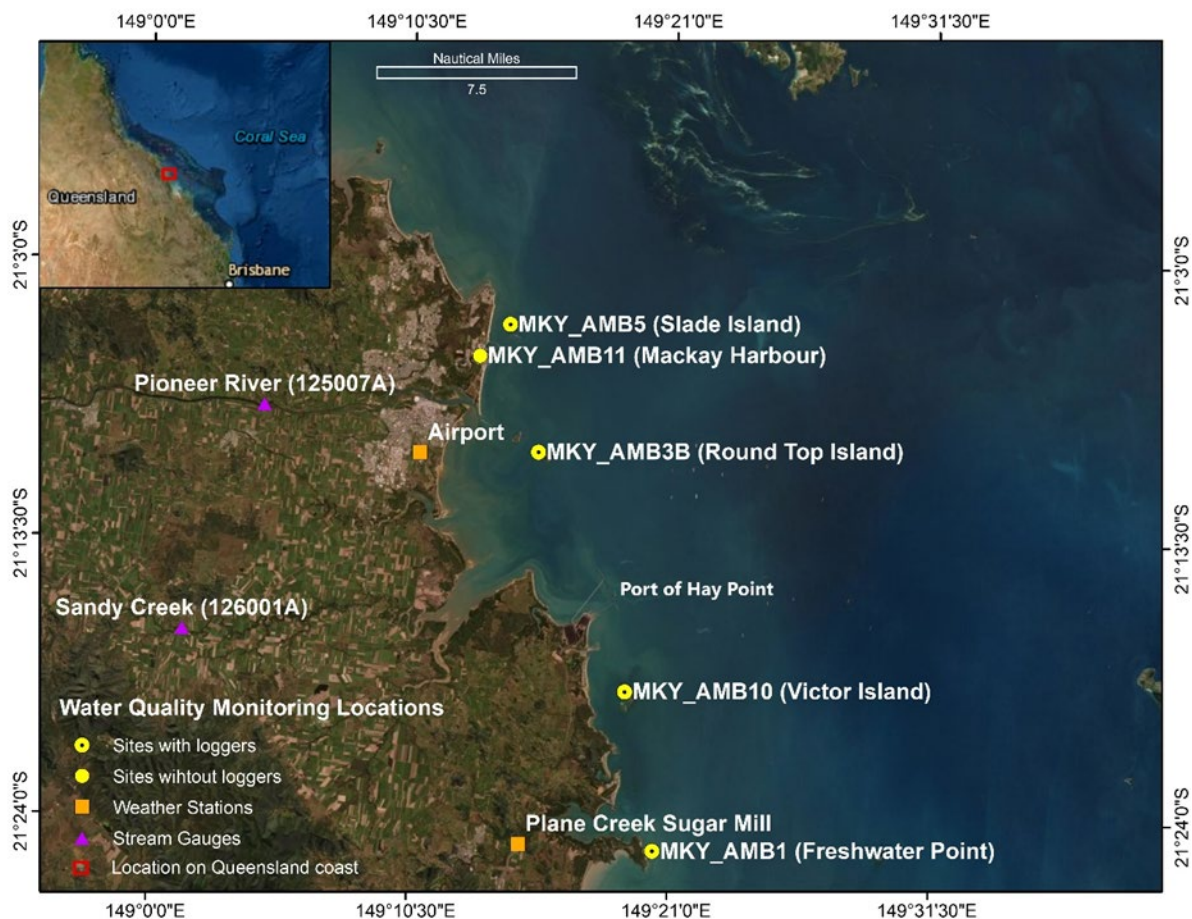 149°0'0"E
149°10'30"E
149°21'0"E
149°31'30"E
Nautical Miles
7.5
Coral Sea
Queensland
Brisbane
21°3'0"S
21°3'0"S
MKY_AMB5 (Slade Island)
MKY_AMB11 (Mackay Harbour)
Pioneer River (125007A)
Airport
MKY_AMB3B (Round Top Island)
21°13'30"S
21°13'30"S
Port of Hay Point
Sandy Creek (126001A)
MKY_AMB10 (Victor Island)
Water Quality Monitoring Locations
Sites with loggers
Sites wihtout loggers
Weather Stations
Stream Gauges
Location on Queensland coast
21°24'0"S
21°24'0"S
Plane Creek Sugar Mill
MKY_AMB1 (Freshwater Point)
149°0'0"E
149°10'30"E
149°21'0"E
149°31'30"E